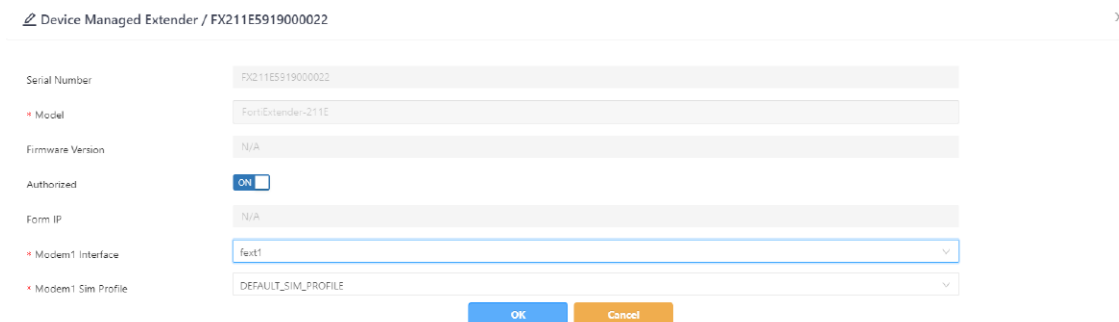 Device Managed Extender / FX211E5919000022
Serial Number FX211E5919000022
* Model FortiExtender-211E
Firmware Version N/A
Authorized ON
Form IP N/A
* Modem1 Interface fext1
* Modem1 Sim Profile DEFAULT_SIM_PROFILE
OK Cancel